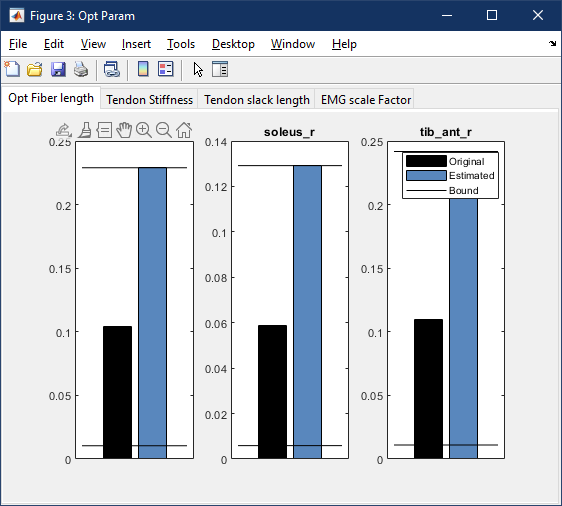 Figure 3: Opt Param
File Edit View Insert Tools Desktop Window Help
Opt Fiber length Tendon Stiffness Tendon slack length EMG scale Factor
0.25
0.2
0.15
0.1
0.05
0
soleus_r
0.14
0.12
0.1
0.08
0.06
0.04
0.02
0
tib_ant_r
0.25
0.2
0.15
0.1
0.05
0
Original
Estimated
Bound